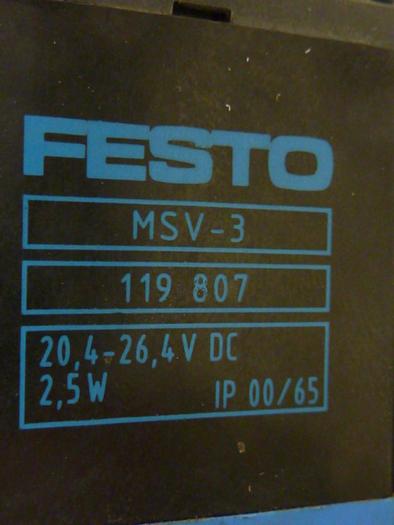 FESTO
MSV-3
119 807
20,4-26,4V DC
2,5W IP 00/65